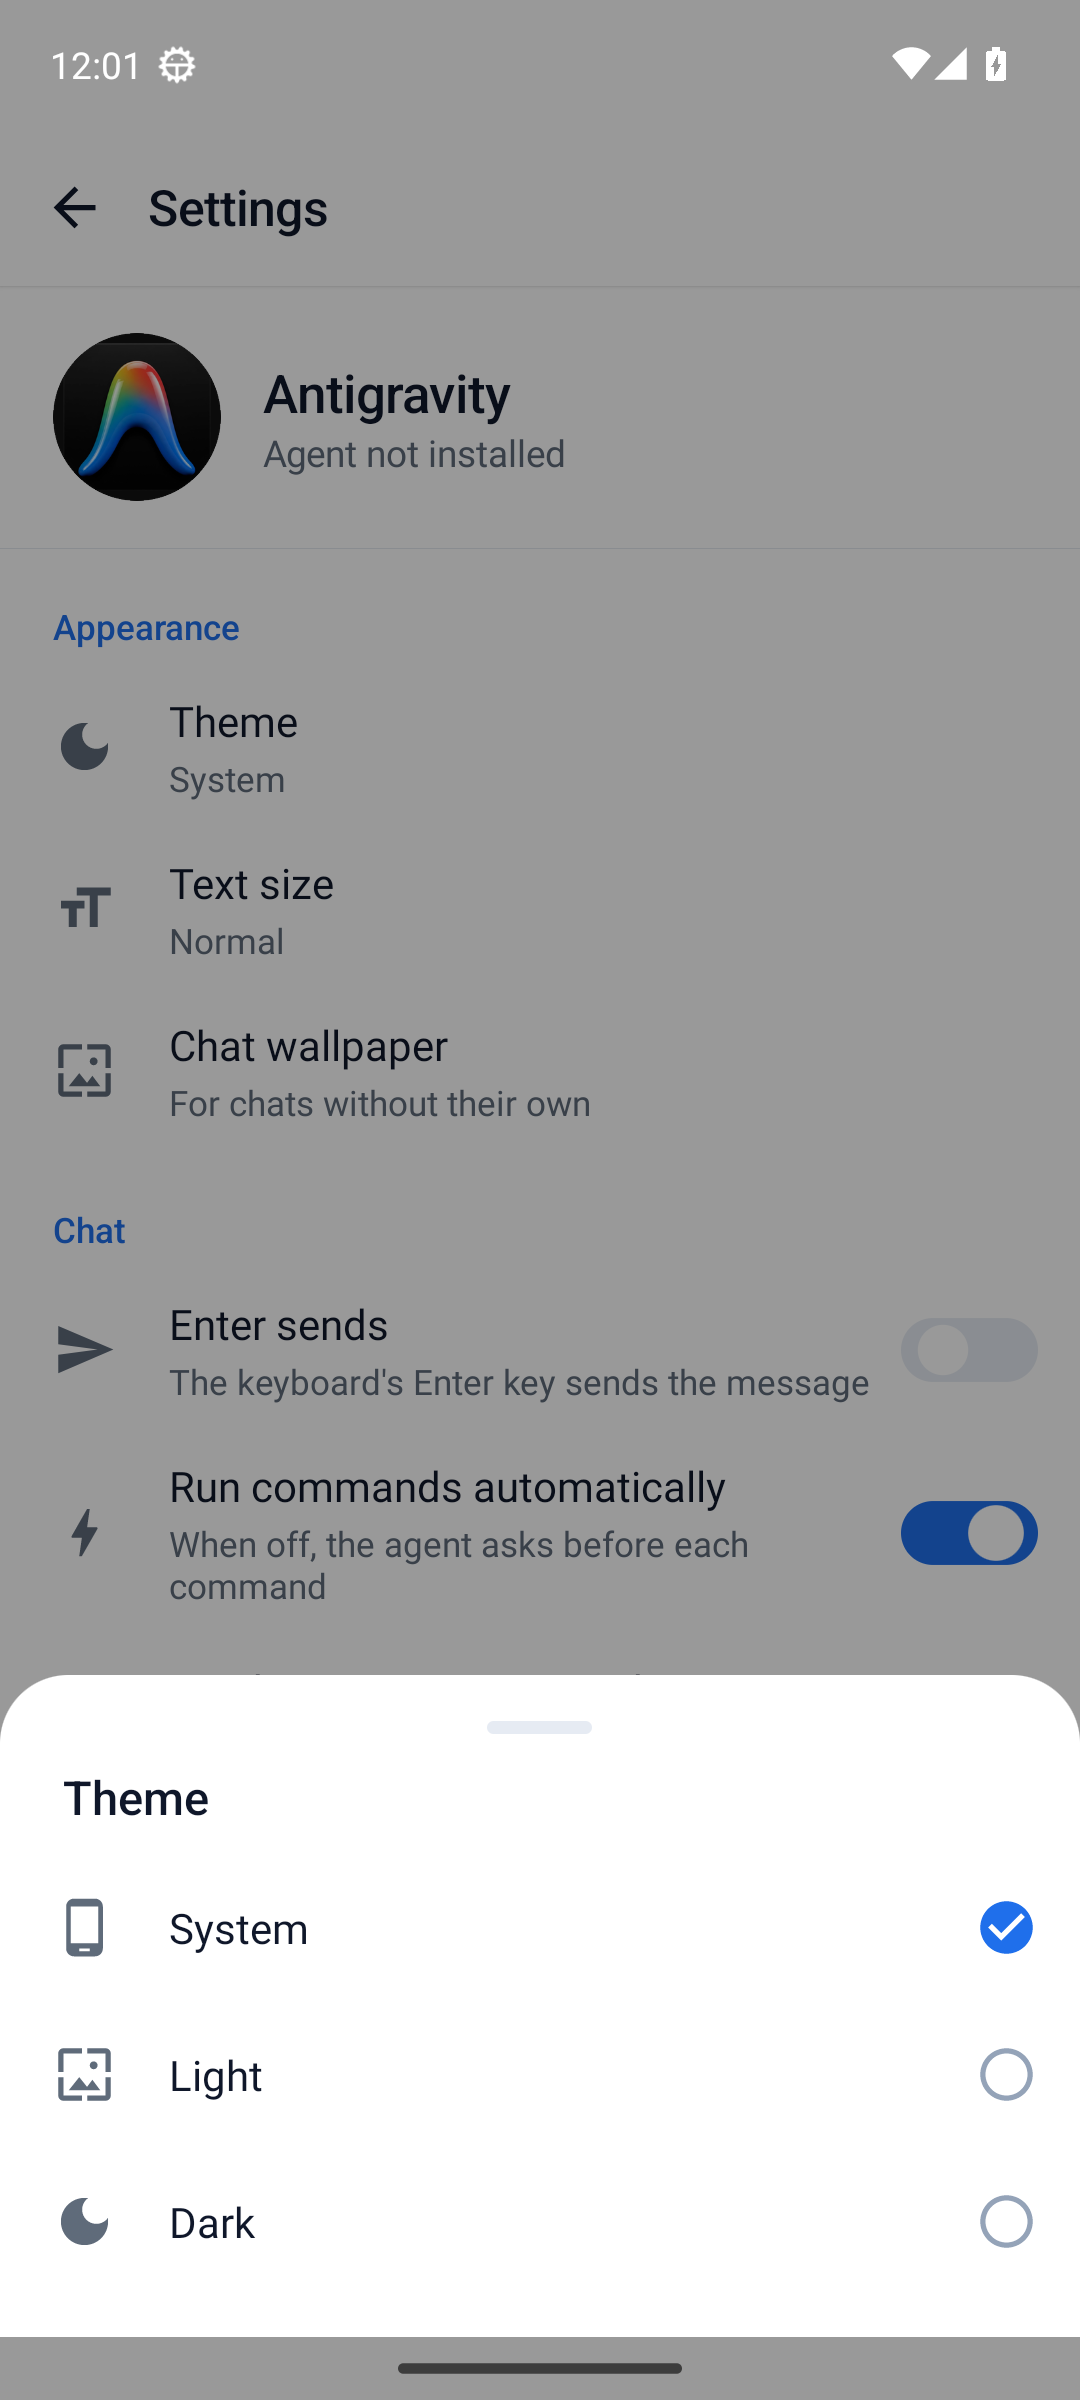 12:01
Settings
Antigravity
Agent not installed
Appearance
Theme
System
Text size
Normal
Chat wallpaper
For chats without their own
Chat
Enter sends
The keyboard's Enter key sends the message
Run commands automatically
When off, the agent asks before each
command
Theme
System
Light
Dark